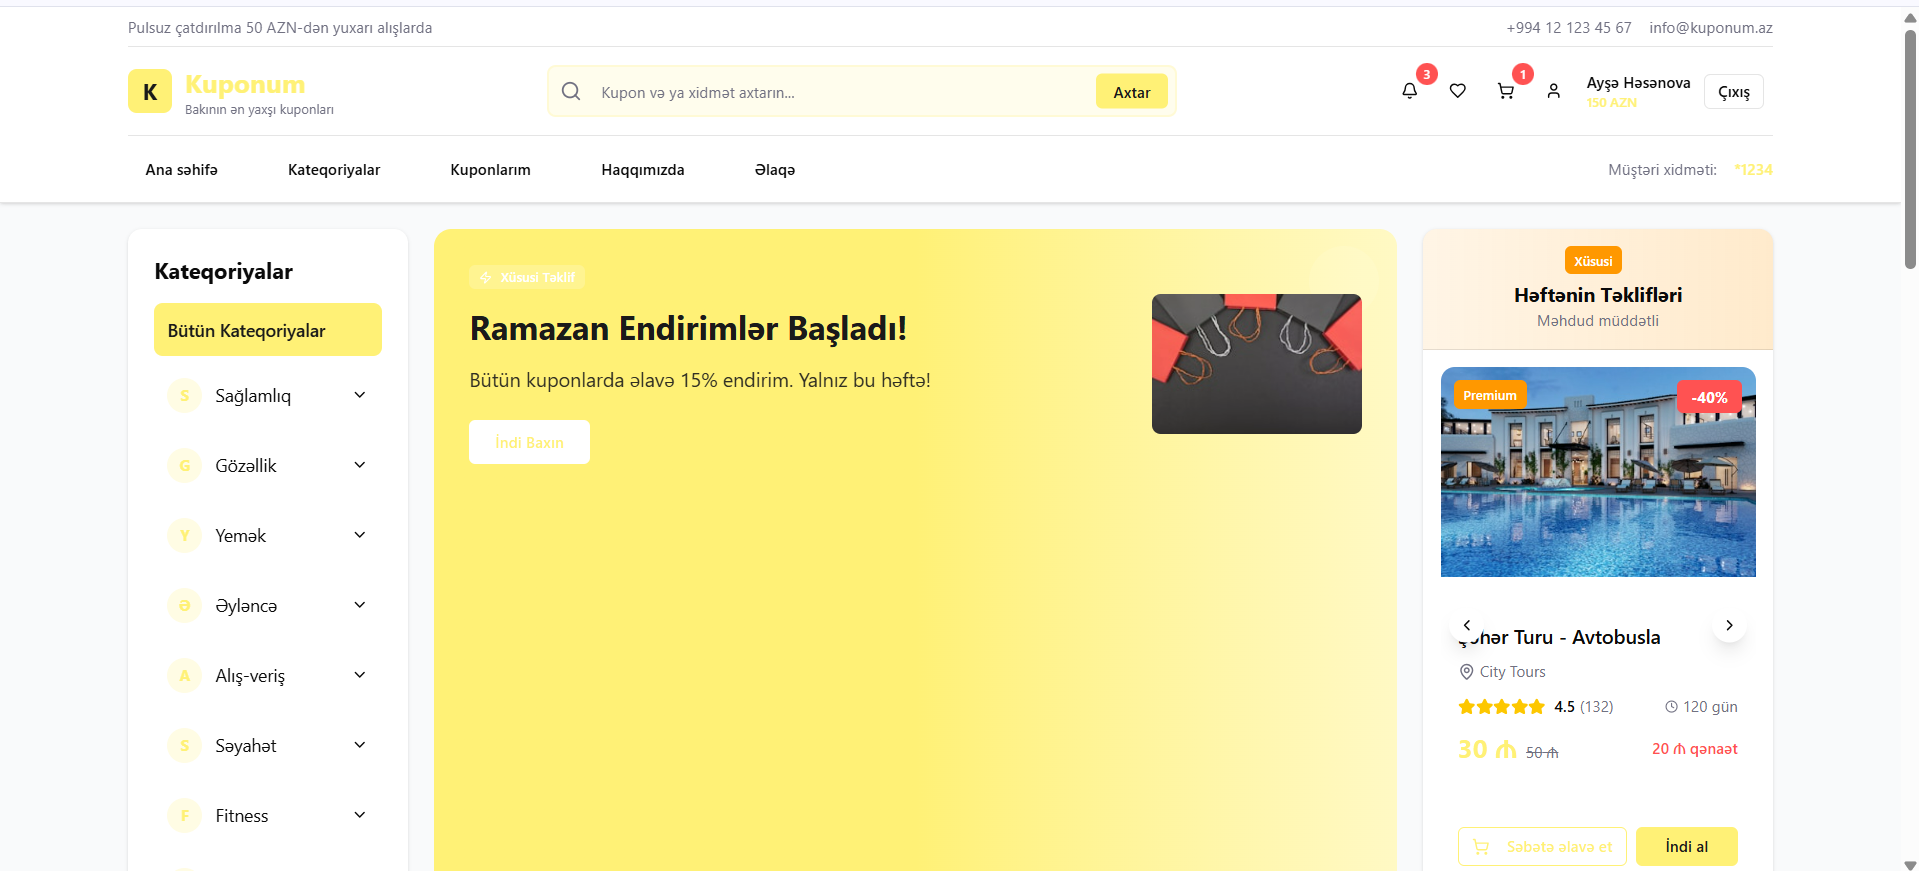 Pulsuz çatdırılma 50 AZN-dən yuxarı alışlarda
+994 12 123 45 67 info@kuponum.az
K
Kuponum
Bakının ən yaxşı kuponları
Kupon və ya xidmət axtarın...
Axtar
3
1
Ayşə Həsənova
150 AZN
Çıxış
Ana səhifə Kateqoriyalar Kuponlarım Haqqımızda Əlaqə
Müştəri xidməti: *1234
Kateqoriyalar
Bütün Kateqoriyalar
S Sağlamlıq
G Gözəllik
Y Yemək
Ə Əyləncə
A Alış-veriş
S Səyahət
F Fitness
Xüsusi Təklif
Ramazan Endirimlər Başladı!
Bütün kuponlarda əlavə 15% endirim. Yalnız bu həftə!
İndi Baxın
Xüsusi
Həftənin Təklifləri
Məhdud müddətli
Premium
-40%
Şəhər Turu - Avtobusla
City Tours
4.5 (132) 120 gün
30 ₼ 50 ₼ 20 ₼ qənaət
Səbətə əlavə et
İndi al